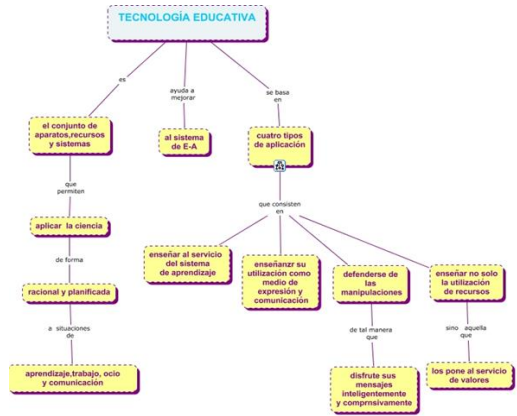 TECNOLOGÍA EDUCATIVA
es
ayuda a
mejorar
se basa
en
el conjunto de
aparatos,recursos
y sistemas
al sistema
de E-A
cuatro tipos
de aplicación
que
permiten
que consisten
en
aplicar la ciencia
enseñar al servicio
del sistema
de aprendizaje
enseñanzr su
utilización como
medio de
expresión y
comunicación
defenderse de
las
manipulaciones
enseñar no solo
la utilización
de recursos
de forma
racional y planificada
a situaciones
de
de tal manera
que
sino aquella
que
aprendizaje,trabajo, ocio
y comunicación
disfrute sus
mensajes
inteligentemente
y comprnsivamente
los pone al servicio
de valores